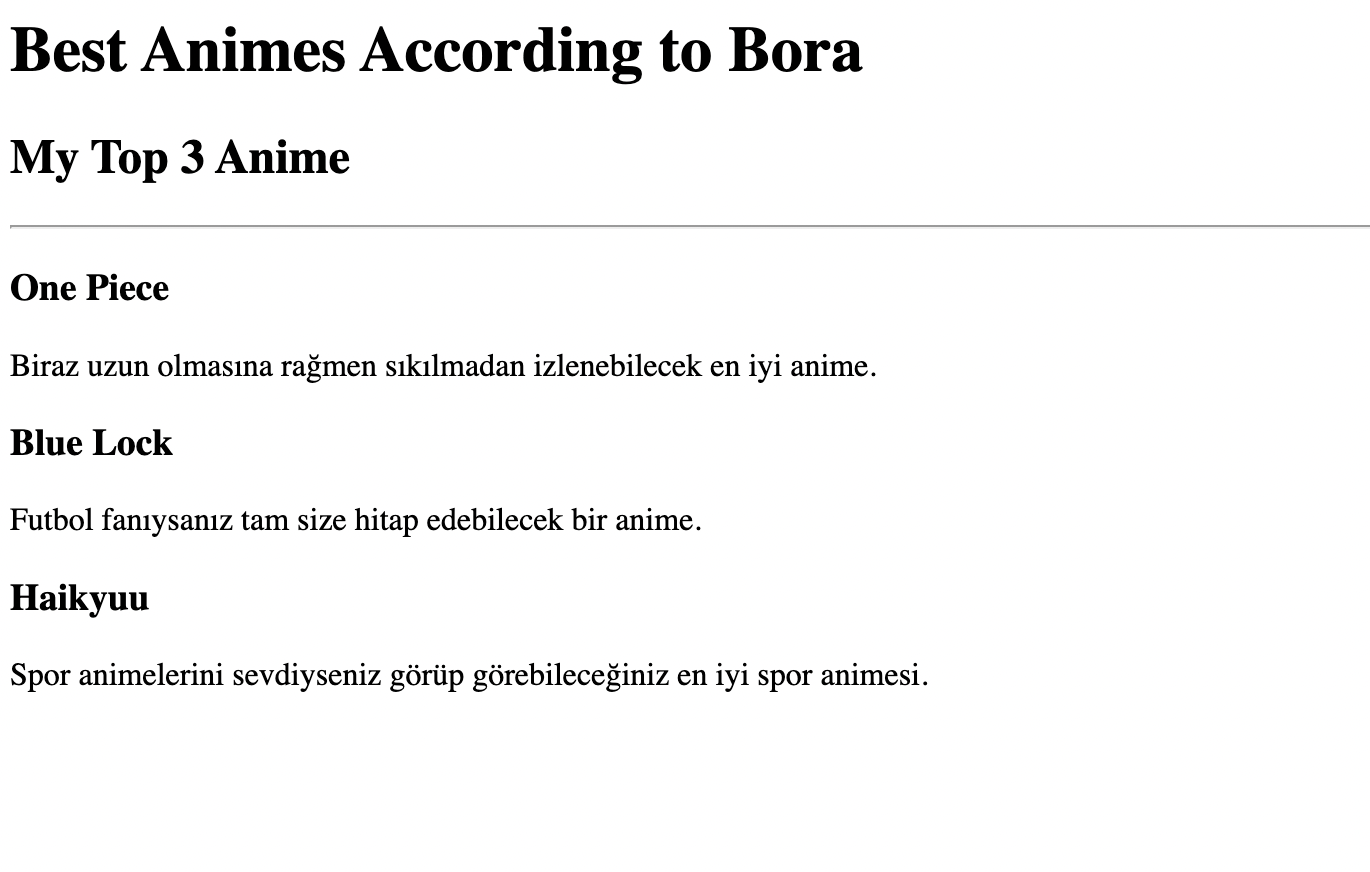 Best Animes According to Bora
My Top 3 Anime
One Piece
Biraz uzun olmasına rağmen sıkılmadan izlenebilecek en iyi anime.
Blue Lock
Futbol fanıysanız tam size hitap edebilecek bir anime.
Haikyuu
Spor animelerini sevdiyseniz görüp görebileceğiniz en iyi spor animesi.